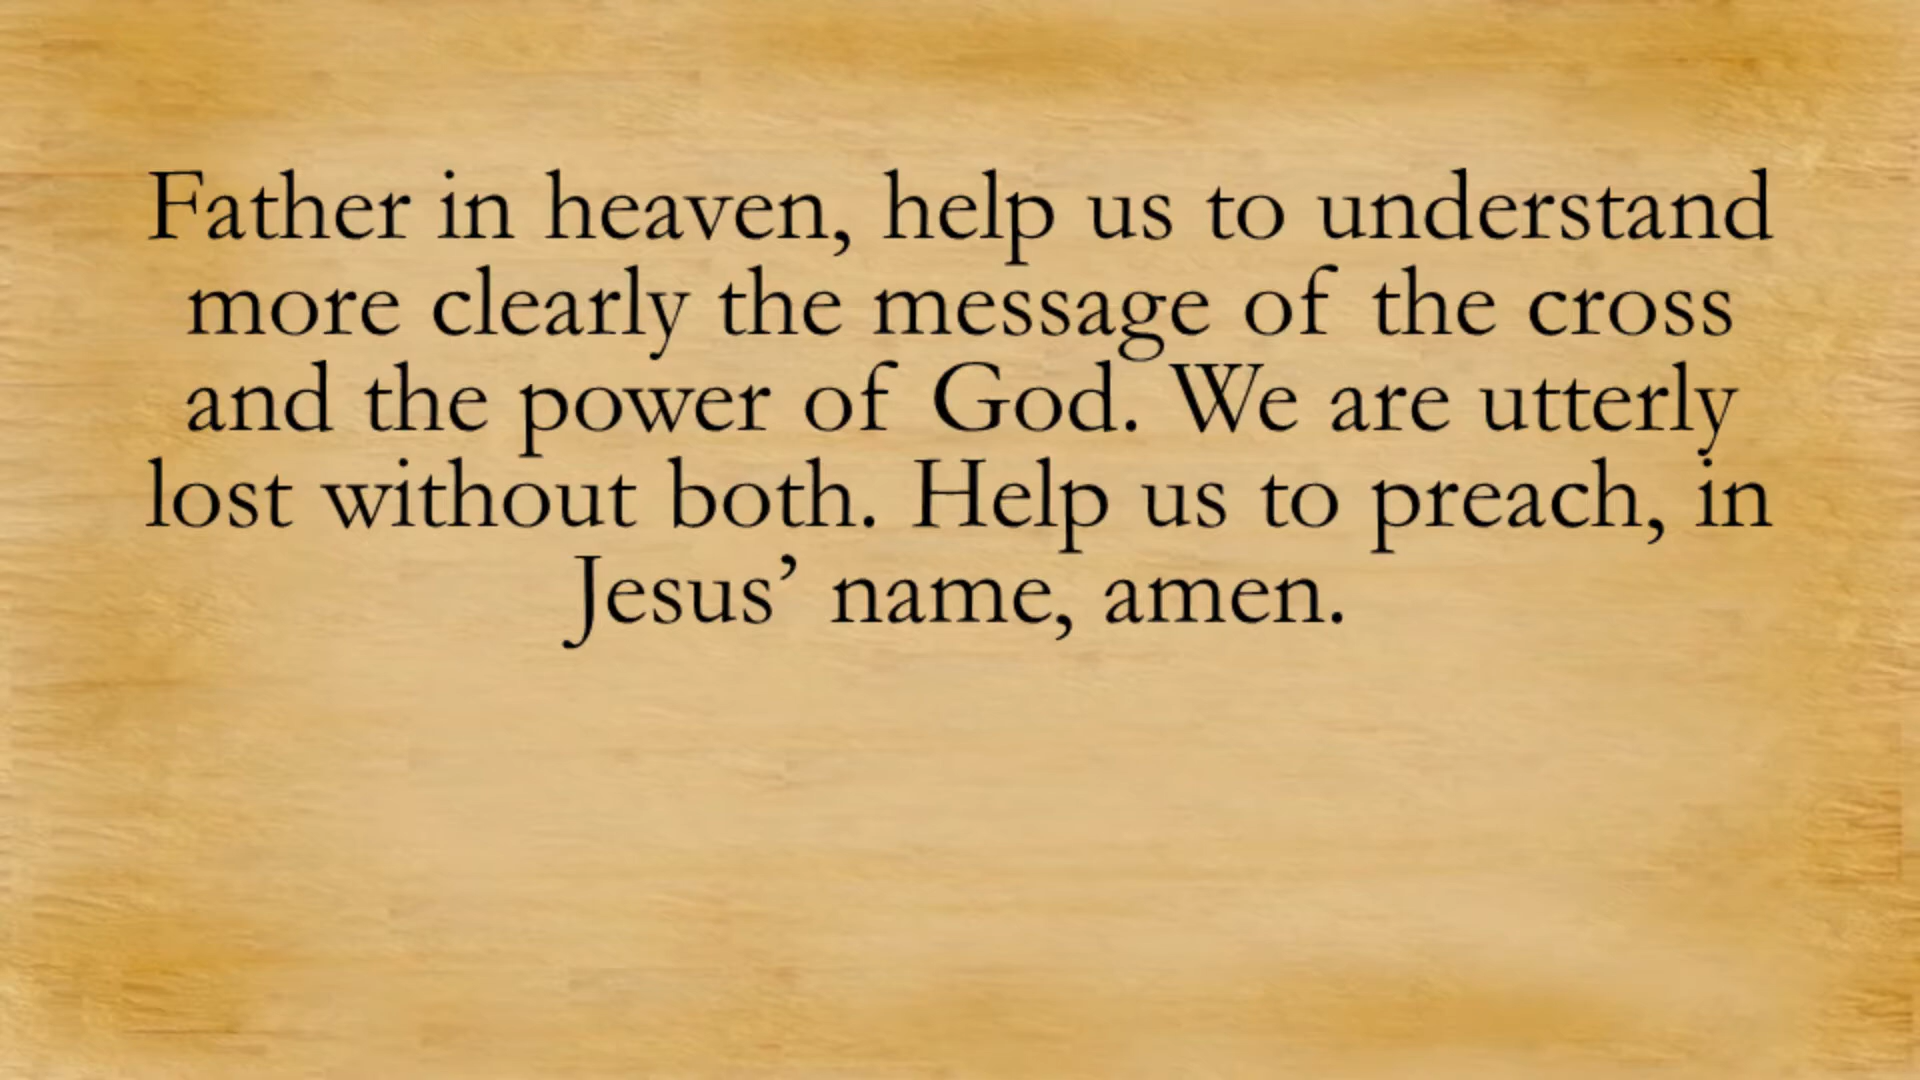 Father in heaven, help us to understand
more clearly the message of the cross
and the power of God. We are utterly
lost without both. Help us to preach, in
Jesus’ name, amen.